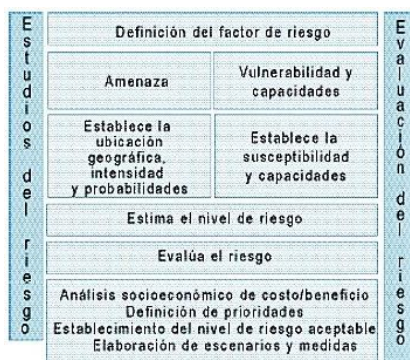 Estudios del riesgo
Definición del factor de riesgo
Amenaza
Vulnerabilidad y
capacidades
Establece la
ubicación
geográfica,
intensidad
y probabilidades
Establece la
susceptibilidad
y capacidades
Estima el nivel de riesgo
Evalúa el riesgo
Análisis socioeconómico de costo/beneficio
Definición de prioridades
Establecimiento del nivel de riesgo aceptable
Elaboración de escenarios y medidas
Evaluación del riesgo